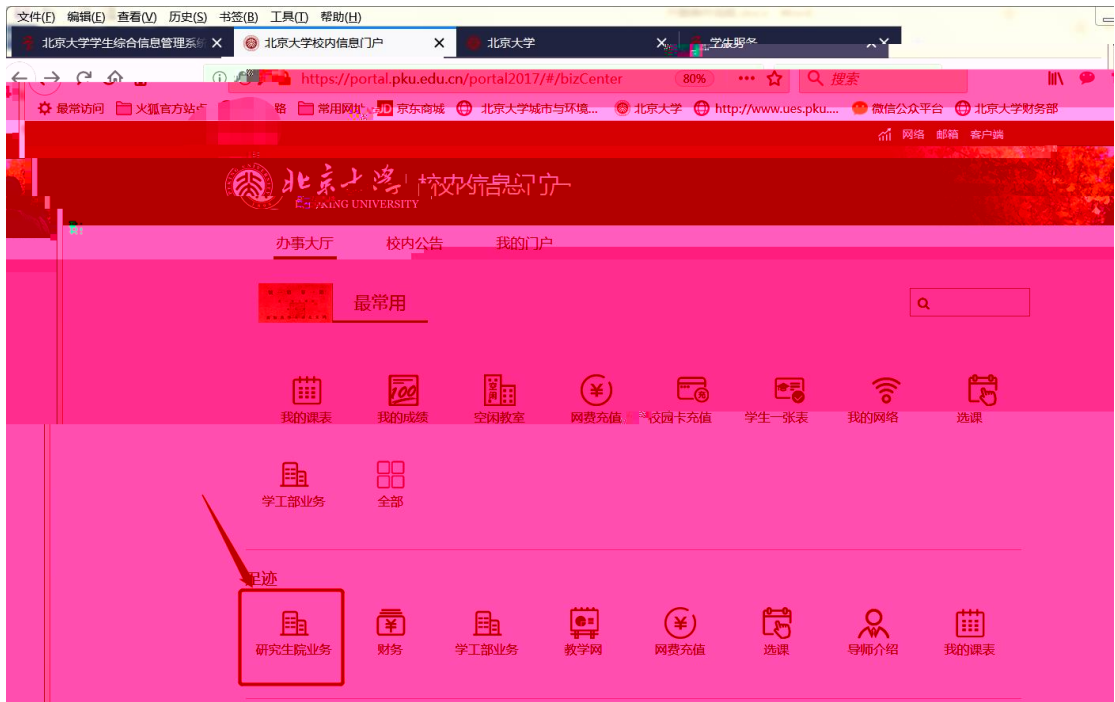 文件(F) 编辑(E) 查看(V) 历史(S) 书签(B) 工具(T) 帮助(H)
北京大学学生综合信息管理系统 北京大学校内信息门户 北京大学
https://portal.pku.edu.cn/portal2017/#/bizCenter 80% 搜索
最常访问 火狐官方站点 常用网址 JD 京东商城 北京大学城市与环境... 北京大学 http://www.ues.pku.... 微信公众平台 北京大学财务部
网络 邮箱 客户端
北京大学 校内信息门户
UNIVERSITY
办事大厅 校内公告 我的门户
最常用
我的课表 我的成绩 空闲教室 网费充值 校园卡充值 学生一张表 我的网络 选课
学工部业务 全部
足迹
研究生院业务 财务 学工部业务 教学网 网费充值 选课 导师介绍 我的课表